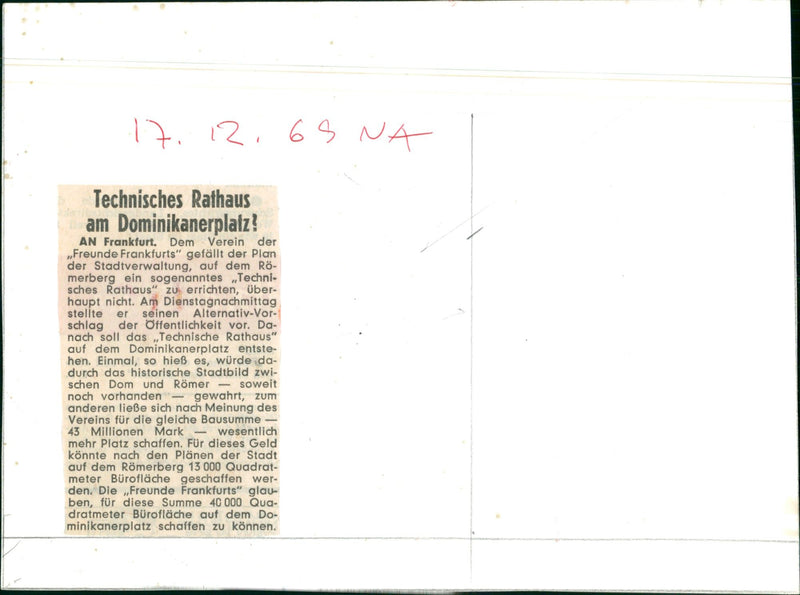 17. 12. 69 NA
Technisches Rathaus
am Dominikanerplatz?
AN Frankfurt. Dem Verein der
„Freunde Frankfurts" gefällt der Plan
der Stadtverwaltung, auf dem Rö-
merberg ein sogenanntes „Techni-
sches Rathaus" zu errichten, über-
haupt nicht. Am Dienstagnachmittag
stellte er seinen Alternativ-Vor-
schlag der Öffentlichkeit vor. Da-
nach soll das „Technische Rathaus"
auf dem Dominikanerplatz entste-
hen. Einmal, so hieß es, würde da-
durch das historische Stadtbild zwi-
schen Dom und Römer — soweit
noch vorhanden — gewahrt, zum
anderen ließe sich nach Meinung des
Vereins für die gleiche Bausumme —
43 Millionen Mark — wesentlich
mehr Platz schaffen. Für dieses Geld
könnte nach den Plänen der Stadt
auf dem Römerberg 13 000 Quadrat-
meter Bürofläche geschaffen wer-
den. Die „Freunde Frankfurts" glau-
ben, für diese Summe 40 000 Qua-
dratmeter Bürofläche auf dem Do-
minikanerplatz schaffen zu können.